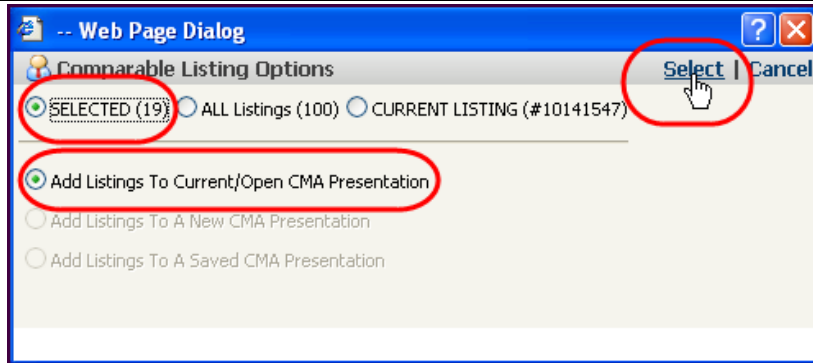 -- Web Page Dialog
Comparable Listing Options Select | Cancel
SELECTED (19) ALL Listings (100) CURRENT LISTING (#10141547)
Add Listings To Current/Open CMA Presentation
Add Listings To A New CMA Presentation
Add Listings To A Saved CMA Presentation